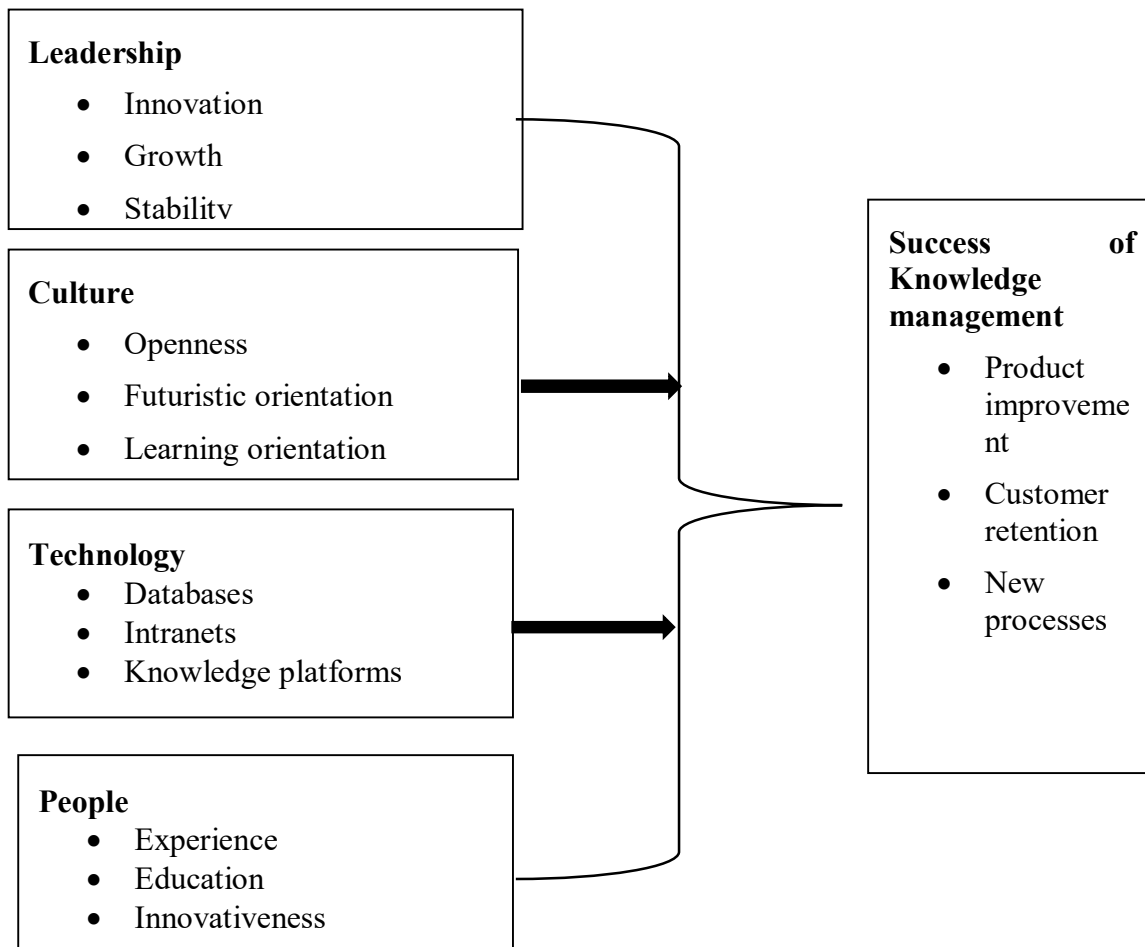 Leadership
• Innovation
• Growth
• Stability
Culture
• Openness
• Futuristic orientation
• Learning orientation
Technology
• Databases
• Intranets
• Knowledge platforms
People
• Experience
• Education
• Innovativeness
Success of
Knowledge
management
• Product
improveme
nt
• Customer
retention
• New
processes